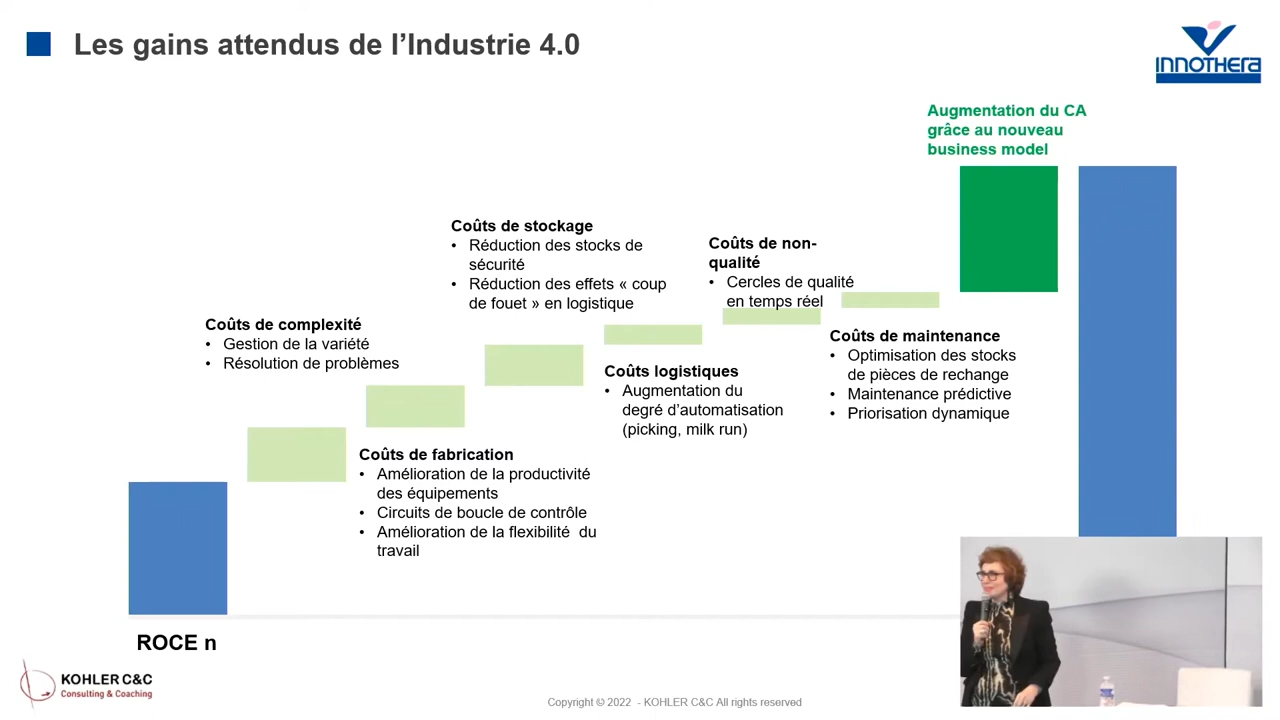 Les gains attendus de l’Industrie 4.0
INNOTHERA
Augmentation du CA
grâce au nouveau
business model
Coûts de stockage
• Réduction des stocks de
sécurité
• Réduction des effets « coup
de fouet » en logistique
Coûts de non-
qualité
• Cercles de qualité
en temps réel
Coûts de complexité
• Gestion de la variété
• Résolution de problèmes
Coûts de maintenance
• Optimisation des stocks
de pièces de rechange
• Maintenance prédictive
• Priorisation dynamique
Coûts logistiques
• Augmentation du
degré d’automatisation
(picking, milk run)
Coûts de fabrication
• Amélioration de la productivité
des équipements
• Circuits de boucle de contrôle
• Amélioration de la flexibilité du
travail
ROCE n
KOHLER C&C
Consulting & Coaching
Copyright © 2022 - KOHLER C&C All rights reserved